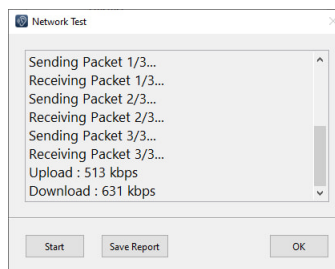 Network Test
Sending Packet 1/3...
Receiving Packet 1/3...
Sending Packet 2/3...
Receiving Packet 2/3...
Sending Packet 3/3...
Receiving Packet 3/3...
Upload : 513 kbps
Download : 631 kbps
Start Save Report OK